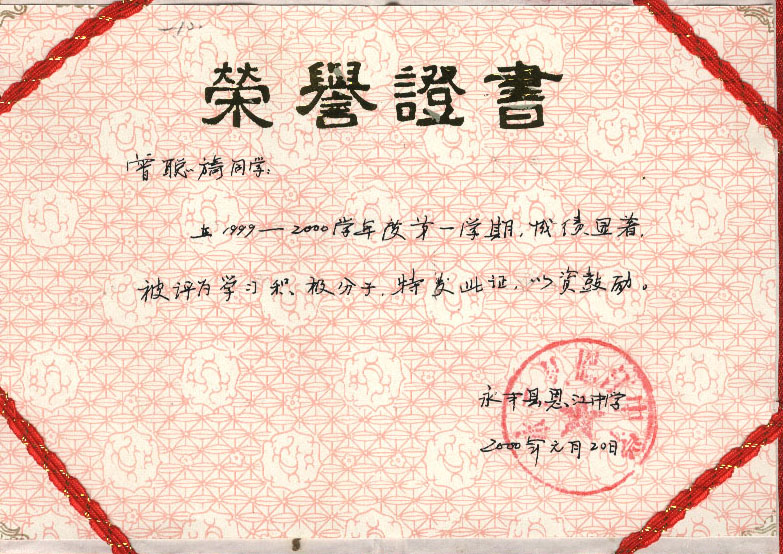 榮譽證書
曾聪旖同学:
在1999—2000学年度第一学期,成绩显著,
被评为学习积极分子,特发此证,以资鼓励。
永丰县恩江中学
2000年元月20日